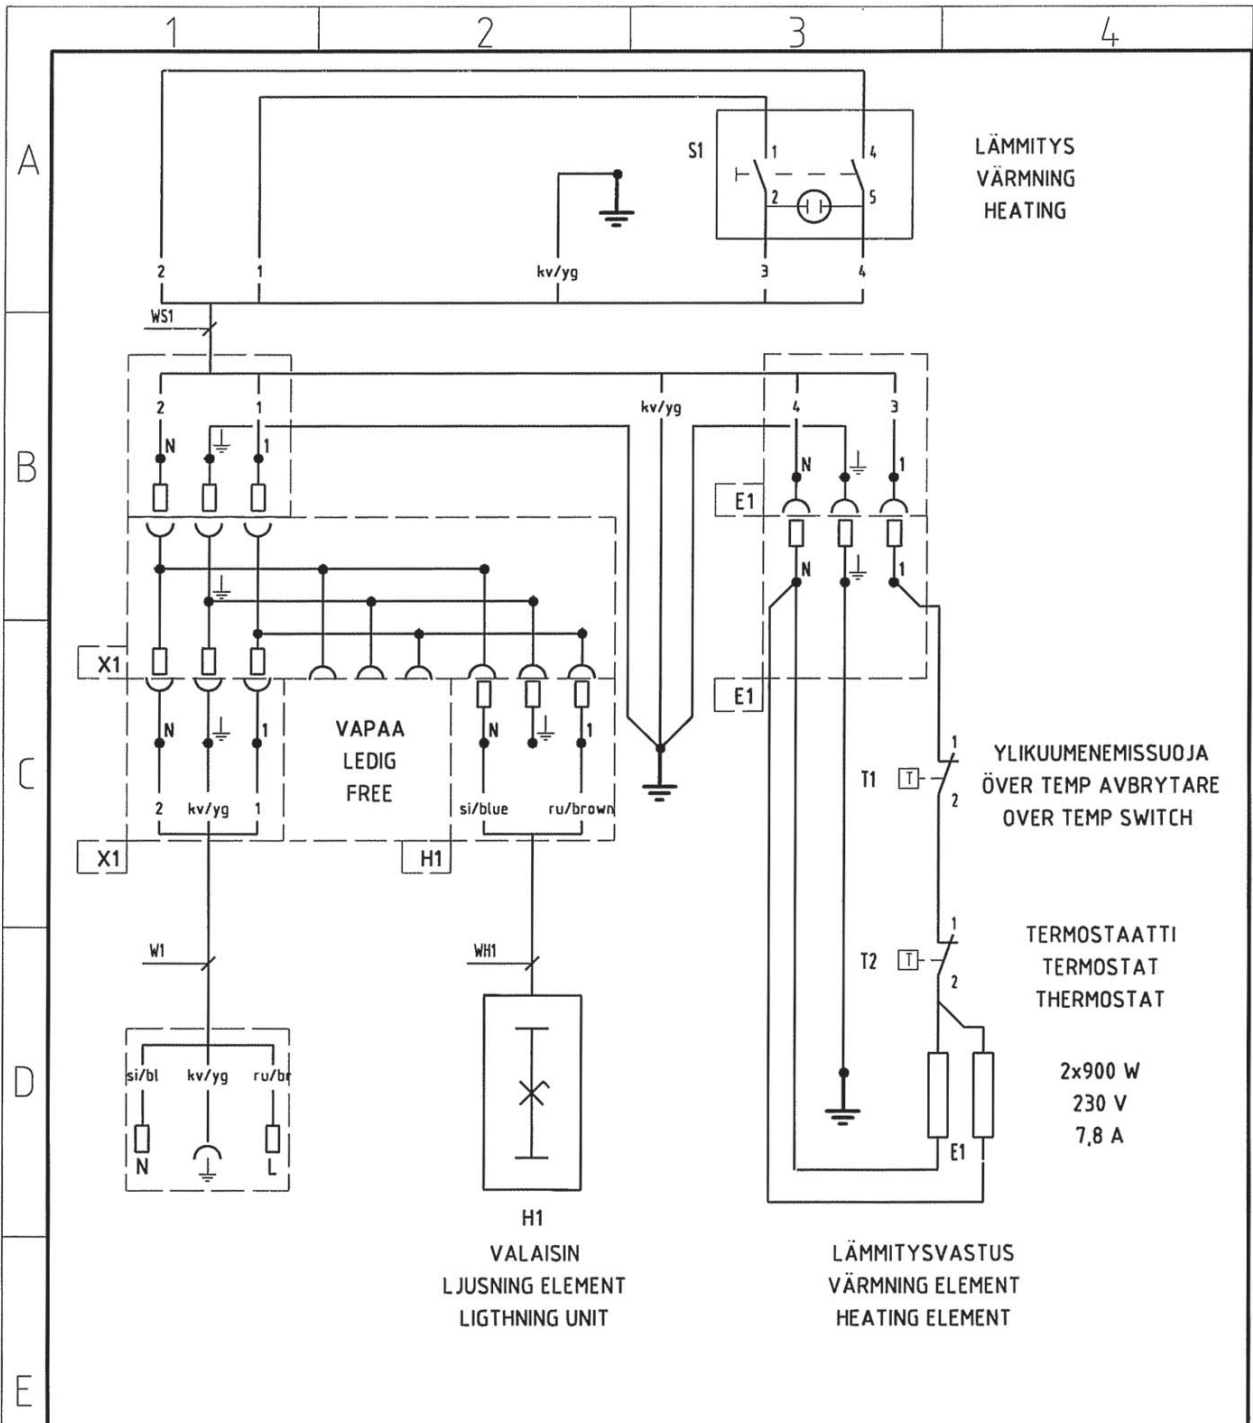 1 2 3 4
A
S1
1 4
2 5
LÄMMITYS
VÄRMNING
HEATING
2 1 kv/yg 3 4
WS1
B
2 1 kv/yg 4 3
N 1 N 1
E1
N 1
X1
E1
C
N 1
VAPAA
LEDIG
FREE
N 1
2 kv/yg 1
si/blue ru/brown
X1
H1
T1 T 1
2
YLIKUUMENEMISSUOJA
ÖVER TEMP AVBRYTARE
OVER TEMP SWITCH
W1
WH1
T2 T 1
2
TERMOSTAATTI
TERMOSTAT
THERMOSTAT
D
si/bl kv/yg ru/br
N L
2x900 W
230 V
7,8 A
E1
H1
VALAISIN
LJUSNING ELEMENT
LIGTHNING UNIT
LÄMMITYSVASTUS
VÄRMNING ELEMENT
HEATING ELEMENT
E